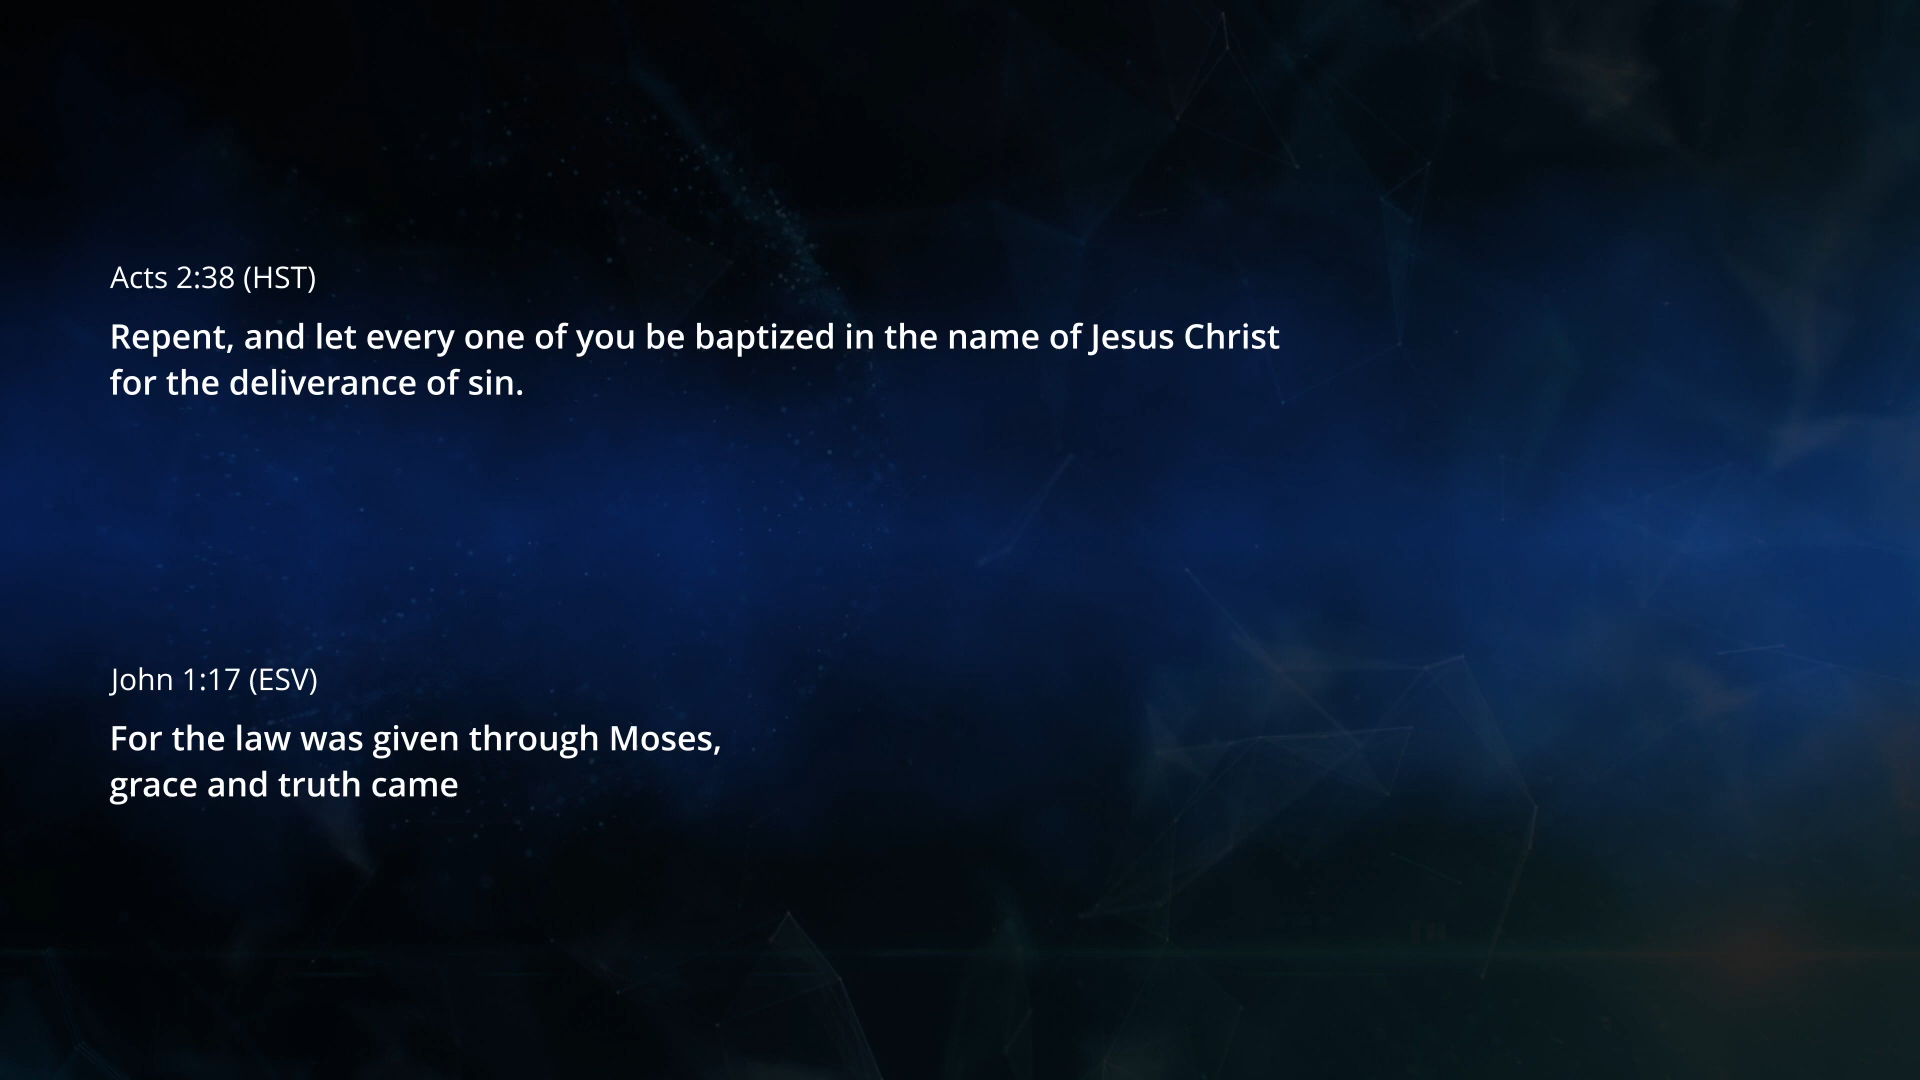 Acts 2:38 (HST)
Repent, and let every one of you be baptized in the name of Jesus Christ
for the deliverance of sin.
John 1:17 (ESV)
For the law was given through Moses,
grace and truth came